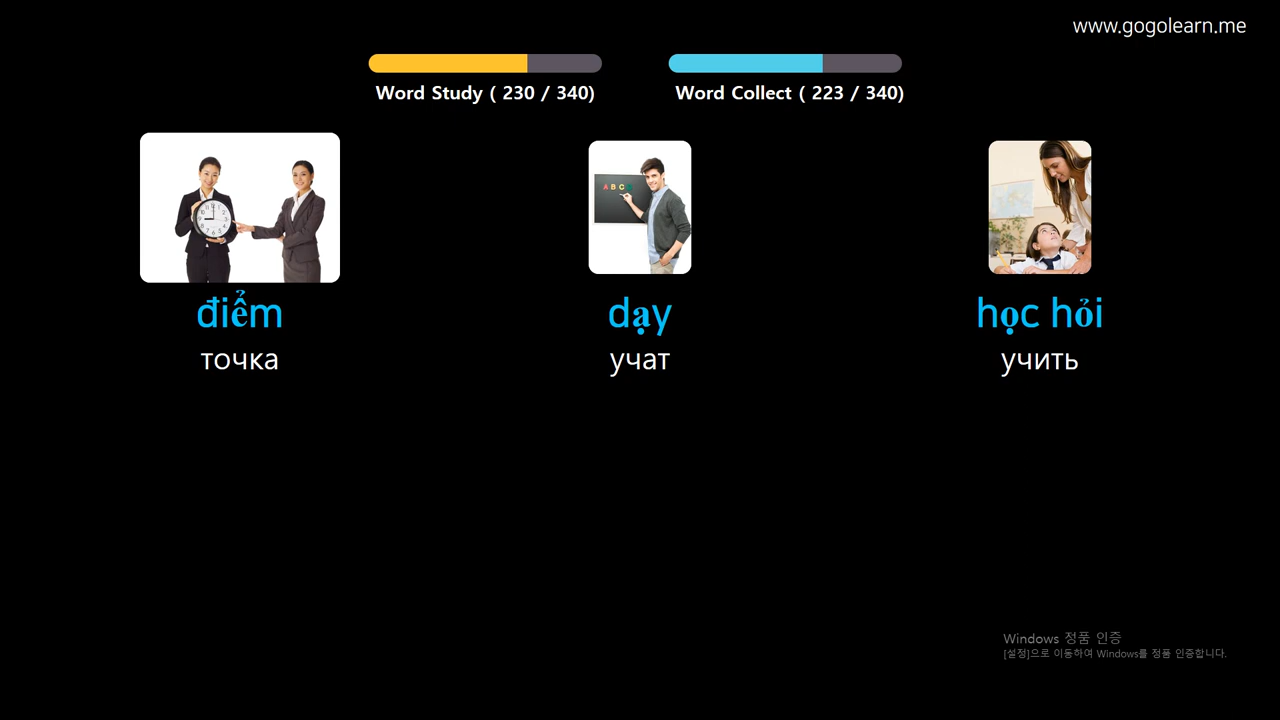 www.gogolearn.me
Word Study ( 230 / 340)
Word Collect ( 223 / 340)
A B C
điểm
dạy
học hỏi
точка
учат
учить
Windows 정품 인증
[설정]으로 이동하여 Windows를 정품 인증합니다.